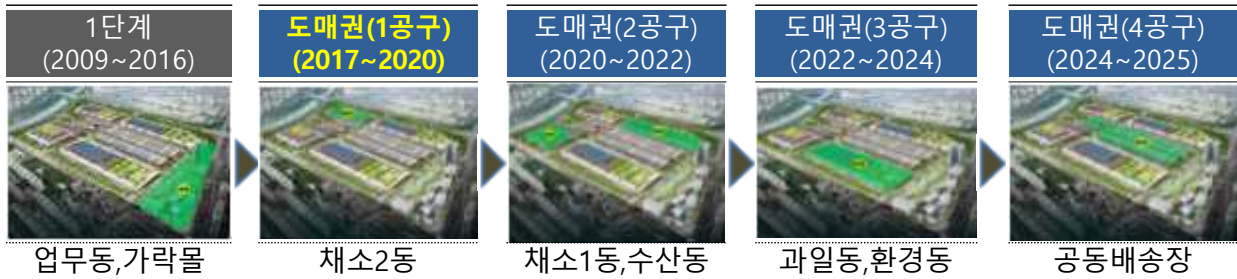 1단계
(2009~2016)
도매권(1공구)
(2017~2020)
도매권(2공구)
(2020~2022)
도매권(3공구)
(2022~2024)
도매권(4공구)
(2024~2025)
업무동,가락몰
채소2동
채소1동,수산동
과일동,환경동
공동배송장